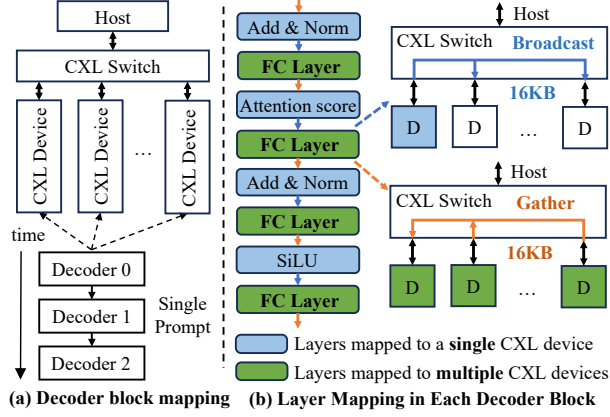 Host
CXL Switch
CXL Device
CXL Device
...
CXL Device
time
Decoder 0
Decoder 1
Single
Prompt
Decoder 2
(a) Decoder block mapping
Add & Norm
FC Layer
Attention score
FC Layer
Add & Norm
FC Layer
SiLU
FC Layer
Host
CXL Switch
Broadcast
16KB
D
D
...
D
Host
CXL Switch
Gather
16KB
D
D
...
D
Layers mapped to a single CXL device
Layers mapped to multiple CXL devices
(b) Layer Mapping in Each Decoder Block